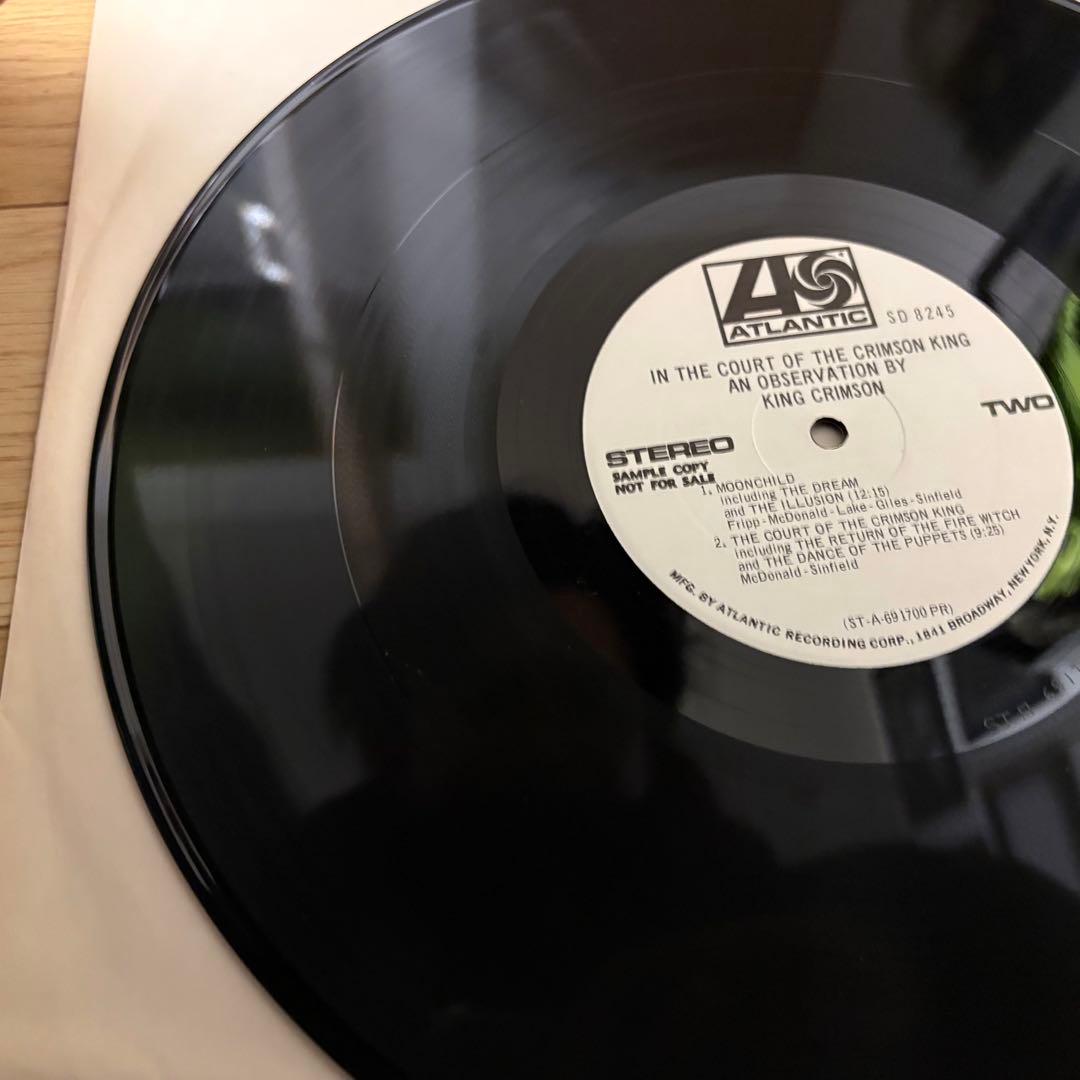 ATLANTIC
SD 8245
IN THE COURT OF THE CRIMSON KING
AN OBSERVATION BY
KING CRIMSON
TWO
STEREO
SAMPLE COPY
NOT FOR SALE
1. MOONCHILD
including THE DREAM
and THE ILLUSION (12:15)
Fripp-McDonald-Lake-Giles-Sinfield
2. THE COURT OF THE CRIMSON KING
including THE RETURN OF THE FIRE WITCH
and THE DANCE OF THE PUPPETS (9:25)
McDonald-Sinfield
(ST-A-691700 PR)
MFG. BY ATLANTIC RECORDING CORP., 1841 BROADWAY, NEW YORK, N.Y.